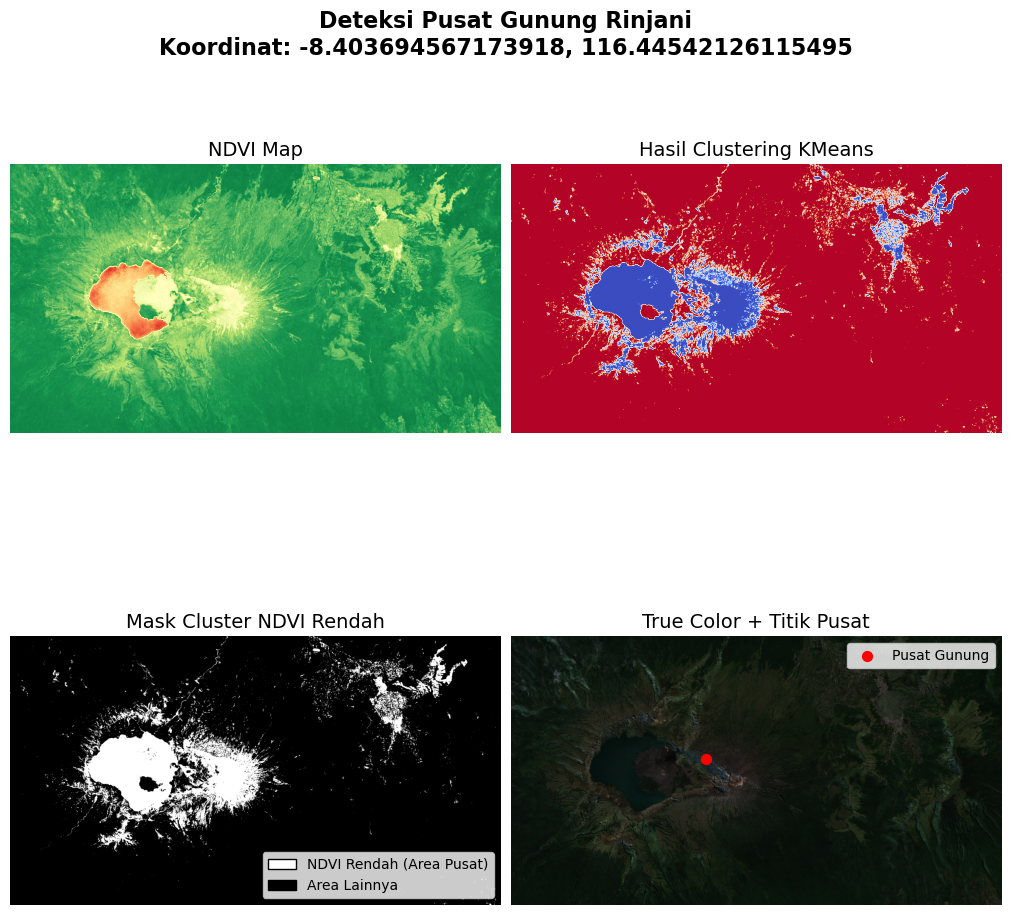 Deteksi Pusat Gunung Rinjani
Koordinat: -8.403694567173918, 116.44542126115495
NDVI Map
Hasil Clustering KMeans
Mask Cluster NDVI Rendah
NDVI Rendah (Area Pusat)
Area Lainnya
True Color + Titik Pusat
Pusat Gunung